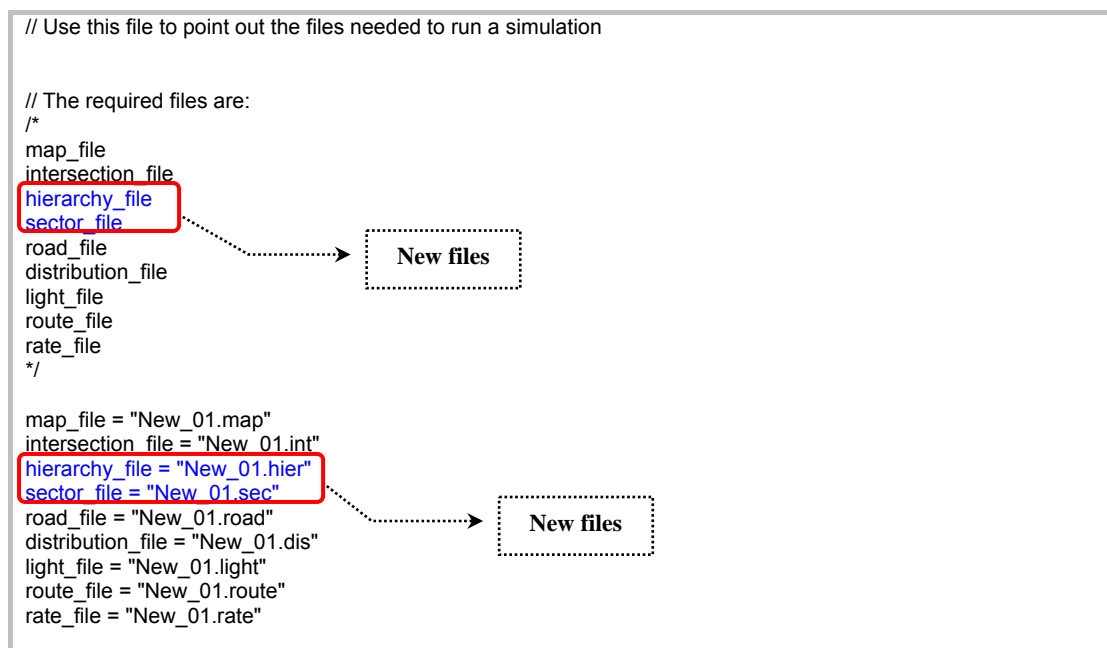 // Use this file to point out the files needed to run a simulation
// The required files are:
/*
map_file
intersection_file
hierarchy_file
sector_file
road_file
distribution_file
light_file
route_file
rate_file
*/
New files
map_file = "New_01.map"
intersection_file = "New_01.int"
hierarchy_file = "New_01.hier"
sector_file = "New_01.sec"
road_file = "New_01.road"
distribution_file = "New_01.dis"
light_file = "New_01.light"
route_file = "New_01.route"
rate_file = "New_01.rate"
New files